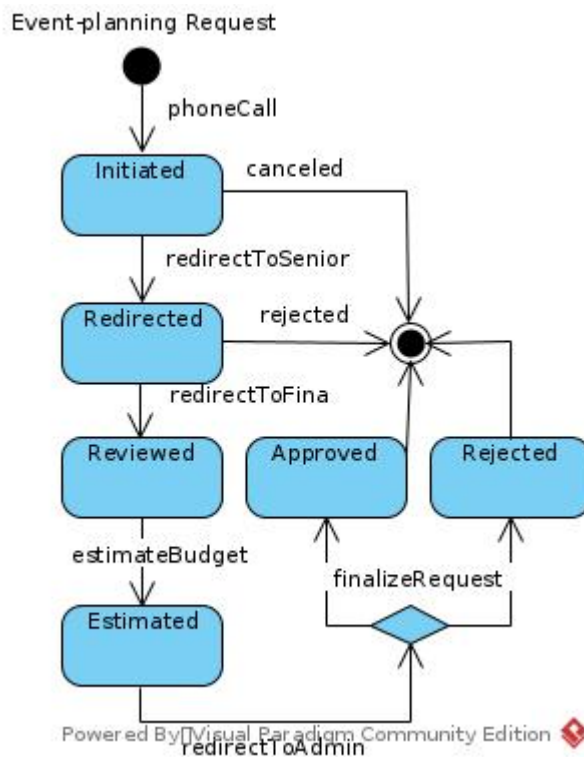 Event-planning Request
phoneCall
Initiated
canceled
redirectToSenior
Redirected
rejected
redirectToFina
Reviewed
Approved
Rejected
estimateBudget
finalizeRequest
Estimated
Powered By Visual Paradigm Community Edition
redirectToAdmin